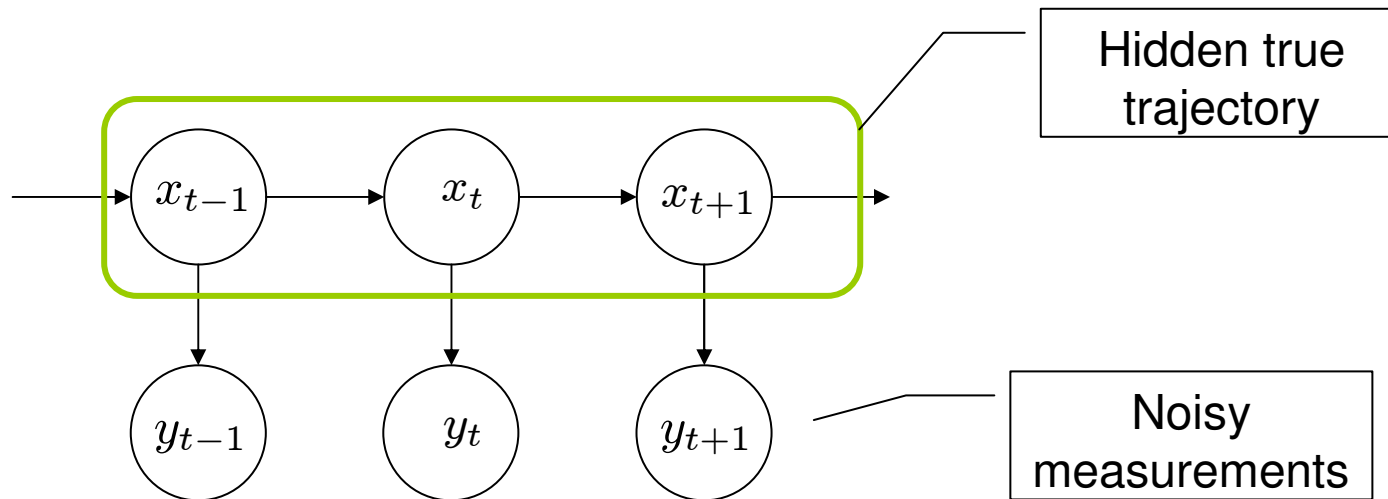 Hidden true
trajectory
x_{t-1}
x_t
x_{t+1}
y_{t-1}
y_t
y_{t+1}
Noisy
measurements